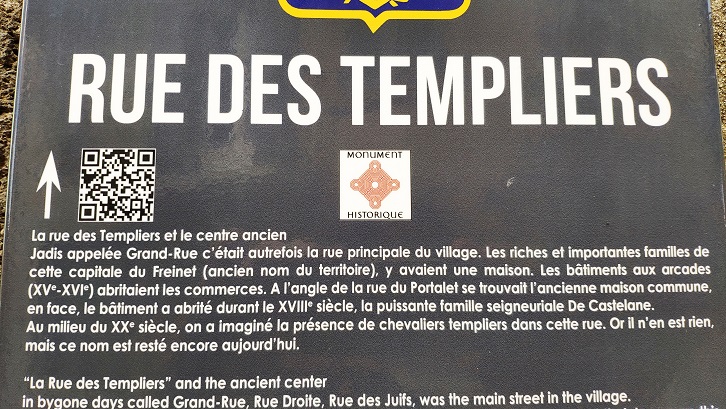 RUE DES TEMPLIERS
MONUMENT
HISTORIQUE
La rue des Templiers et le centre ancien
Jadis appelée Grand-Rue c'était autrefois la rue principale du village. Les riches et importantes familles de
cette capitale du Freinet (ancien nom du territoire), y avaient une maison. Les bâtiments aux arcades
(XVe-XVIe) abritaient les commerces. A l'angle de la rue du Portalet se trouvait l'ancienne maison commune,
en face, le bâtiment a abrité durant le XVIIIe siècle, la puissante famille seigneuriale De Castelane.
Au milieu du XXe siècle, on a imaginé la présence de chevaliers templiers dans cette rue. Or il n'en est rien,
mais ce nom est resté encore aujourd'hui.
"La Rue des Templiers" and the ancient center
in bygone days called Grand-Rue, Rue Droite, Rue des Juifs, was the main street in the village.